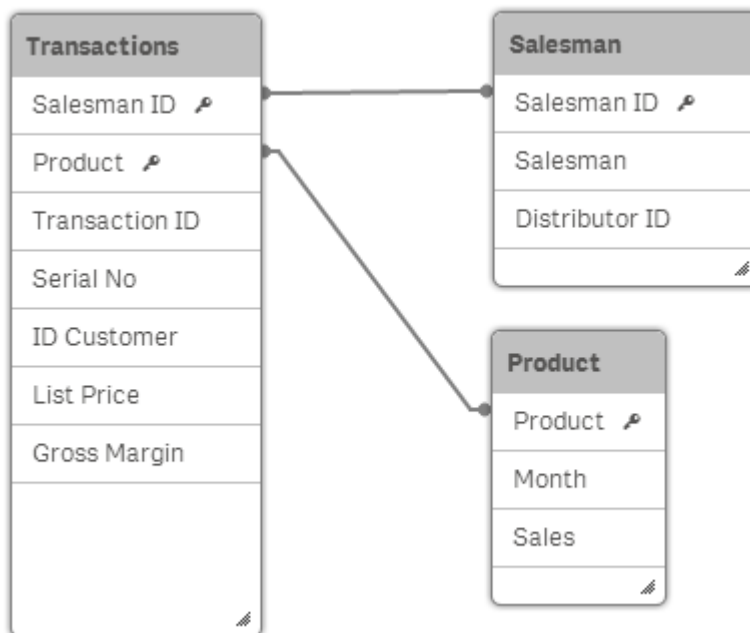 Transactions
Salesman ID
Product
Transaction ID
Serial No
ID Customer
List Price
Gross Margin
Salesman
Salesman ID
Salesman
Distributor ID
Product
Product
Month
Sales